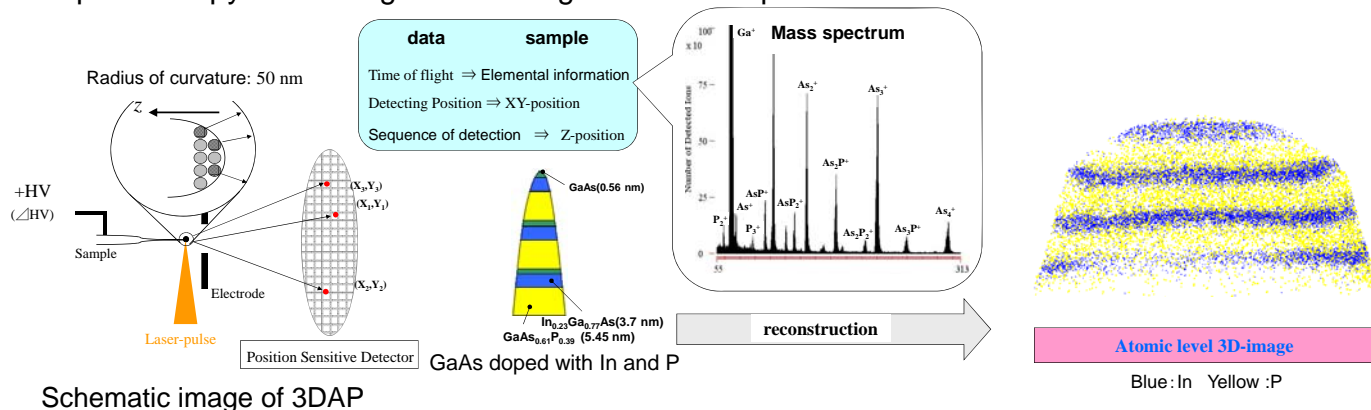 data sample
Time of flight ⇒ Elemental information
Detecting Position ⇒ XY-position
Sequence of detection ⇒ Z-position
Radius of curvature: 50 nm
z
+HV
(⊿HV)
Sample
Electrode
Laser-pulse
(X3,Y3)
(X1,Y1)
(X2,Y2)
Position Sensitive Detector
Schematic image of 3DAP
GaAs(0.56 nm)
In0.23Ga0.77As(3.7 nm)
GaAs0.61P0.39 (5.45 nm)
GaAs doped with In and P
Mass spectrum
Number of Detected Ions
100
x 10
75
50
25
0
55
313
Ga+
P2+
As+
P3+
AsP+
AsP2+
As2+
As2P+
As2P2+
As3+
As3P+
As4+
reconstruction
Atomic level 3D-image
Blue:In Yellow :P